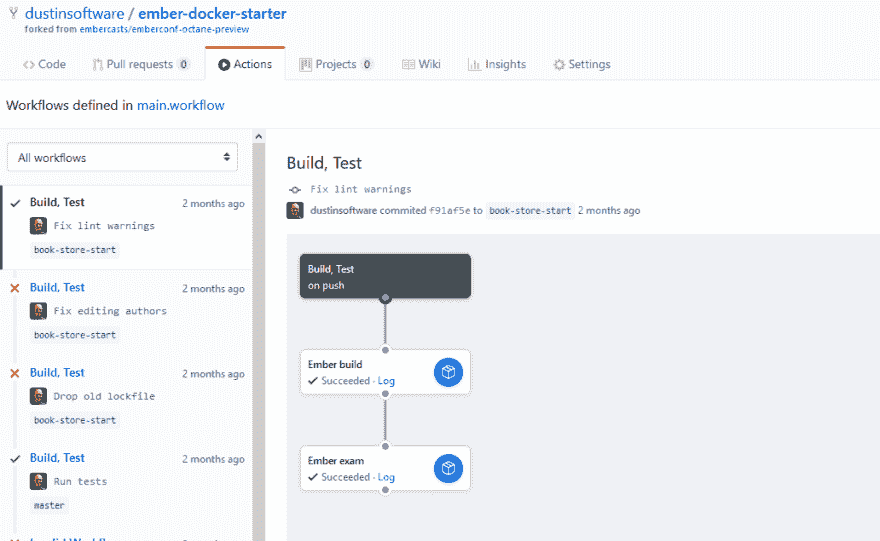 dustinsoftware / ember-docker-starter
forked from embercasts/emberconf-octane-preview
Code Pull requests 0 Actions Projects 0 Wiki Insights Settings
Workflows defined in main.workflow
All workflows
Build, Test 2 months ago
Fix lint warnings
book-store-start
Build, Test 2 months ago
Fix editing authors
book-store-start
Build, Test 2 months ago
Drop old lockfile
book-store-start
Build, Test 2 months ago
Run tests
master
Build, Test
Fix lint warnings
dustinsoftware commited f91af5e to book-store-start 2 months ago
Build, Test
on push
Ember build
Succeeded - Log
Ember exam
Succeeded - Log